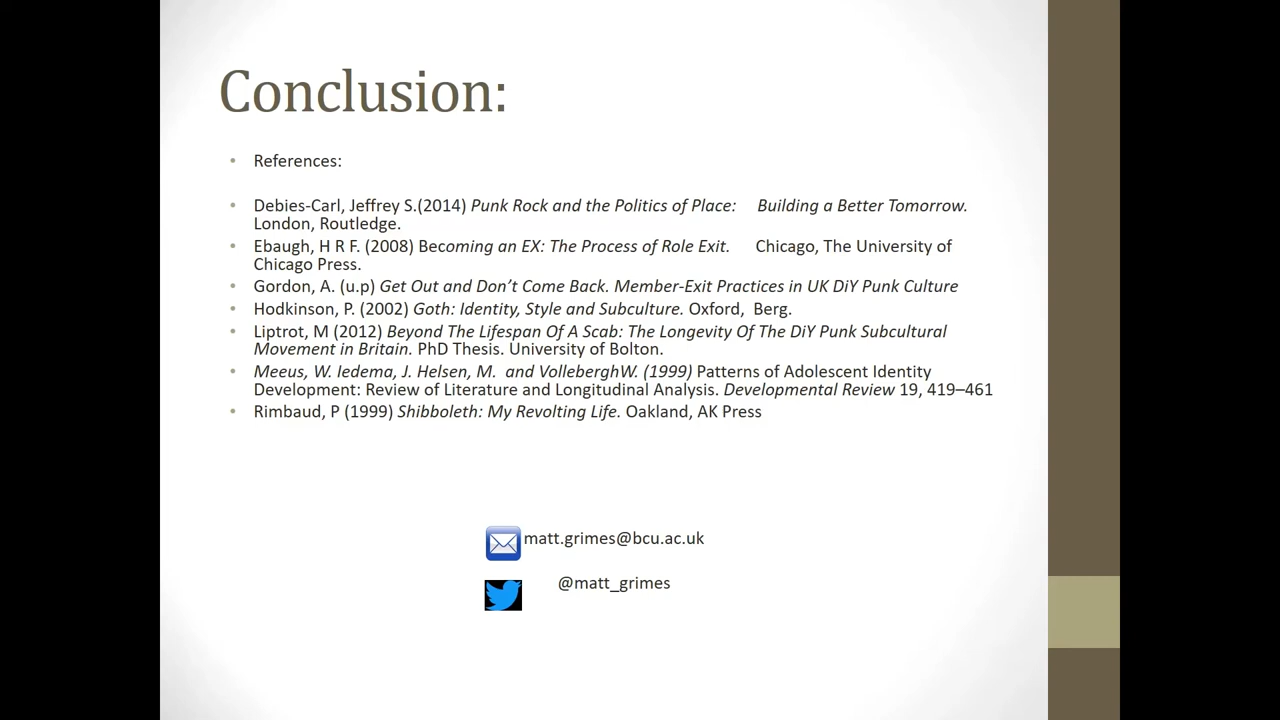 Conclusion:
• References:
• Debies-Carl, Jeffrey S.(2014) Punk Rock and the Politics of Place: Building a Better Tomorrow.
London, Routledge.
• Ebaugh, H R F. (2008) Becoming an EX: The Process of Role Exit. Chicago, The University of
Chicago Press.
• Gordon, A. (u.p) Get Out and Don’t Come Back. Member-Exit Practices in UK DiY Punk Culture
• Hodkinson, P. (2002) Goth: Identity, Style and Subculture. Oxford, Berg.
• Liptrot, M (2012) Beyond The Lifespan Of A Scab: The Longevity Of The DiY Punk Subcultural
Movement in Britain. PhD Thesis. University of Bolton.
• Meeus, W. Iedema, J. Helsen, M. and VolleberghW. (1999) Patterns of Adolescent Identity
Development: Review of Literature and Longitudinal Analysis. Developmental Review 19, 419–461
• Rimbaud, P (1999) Shibboleth: My Revolting Life. Oakland, AK Press
matt.grimes@bcu.ac.uk
@matt_grimes